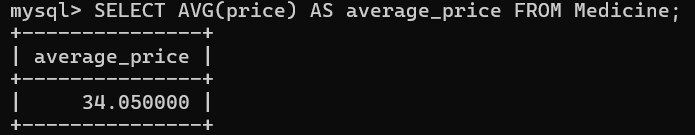 mysql> SELECT AVG(price) AS average_price FROM Medicine;
+---------------+
| average_price |
+---------------+
|     34.050000 |
+---------------+